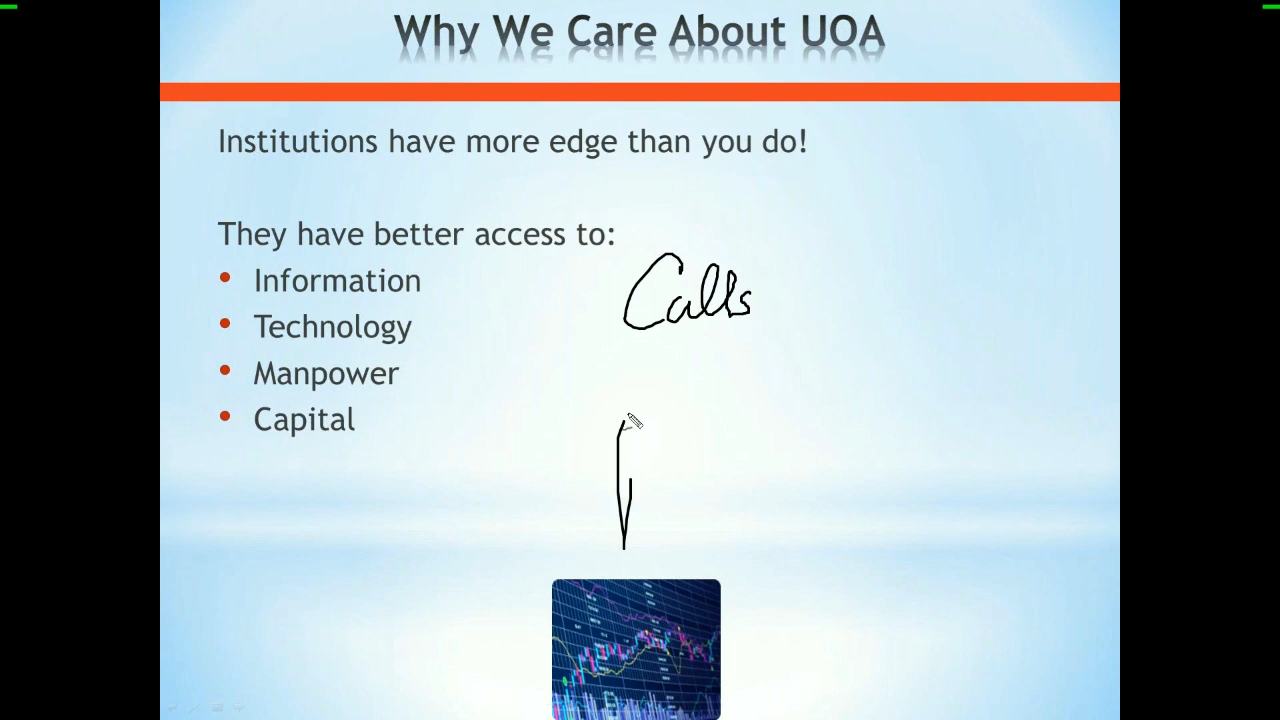 Why We Care About UOA
Institutions have more edge than you do!
They have better access to:
• Information
• Technology
• Manpower
• Capital
Calls